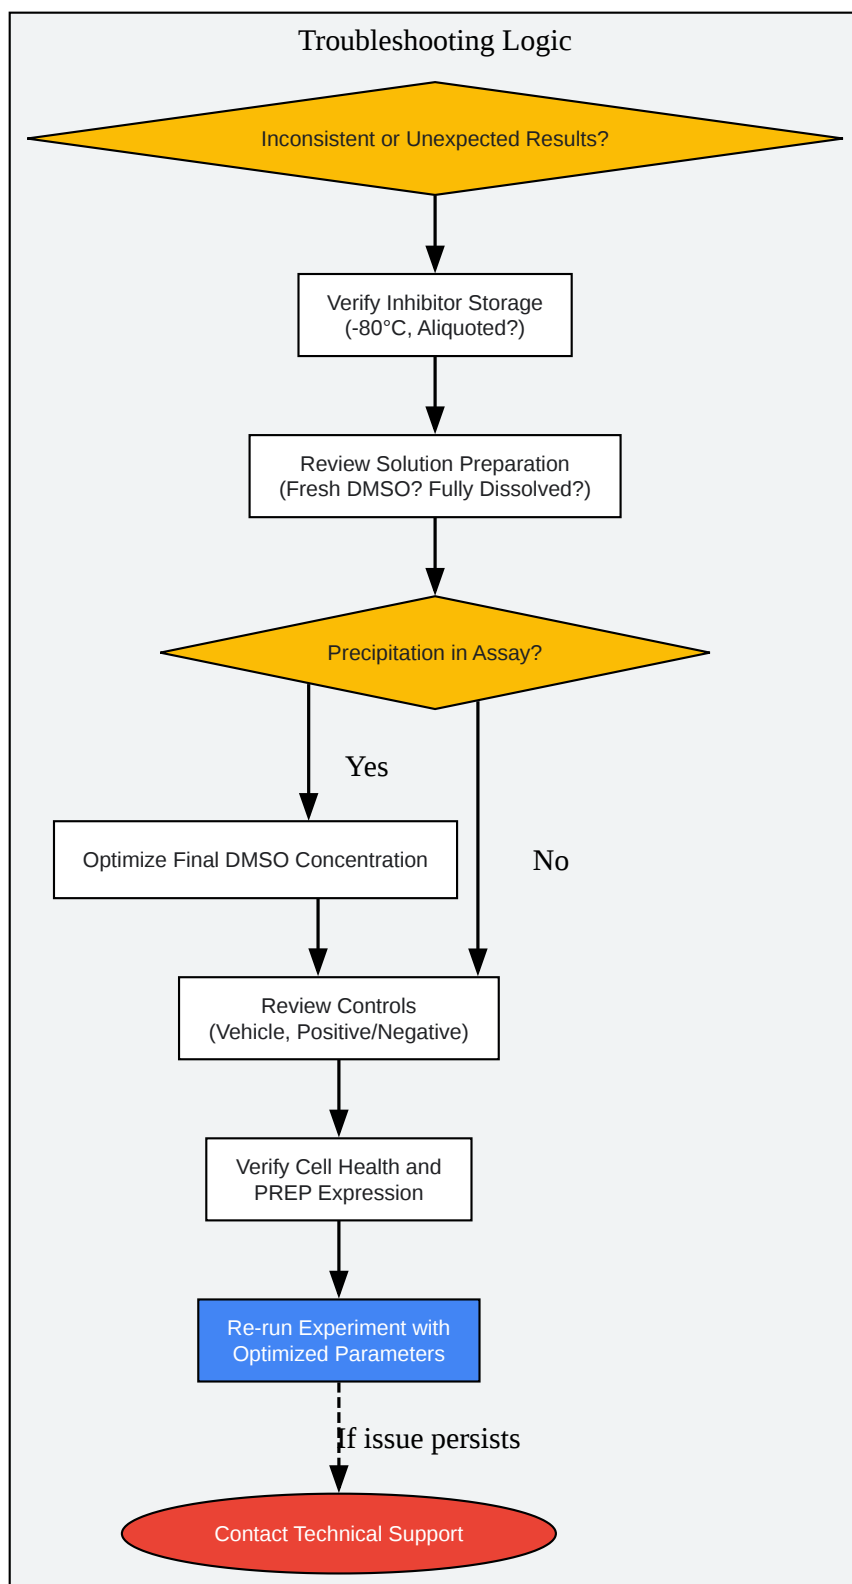 Troubleshooting Logic
Inconsistent or Unexpected Results?
Verify Inhibitor Storage
(-80°C, Aliquoted?)
Review Solution Preparation
(Fresh DMSO? Fully Dissolved?)
Precipitation in Assay?
Yes
Optimize Final DMSO Concentration
No
Review Controls
(Vehicle, Positive/Negative)
Verify Cell Health and
PREP Expression
Re-run Experiment with
Optimized Parameters
If issue persists
Contact Technical Support